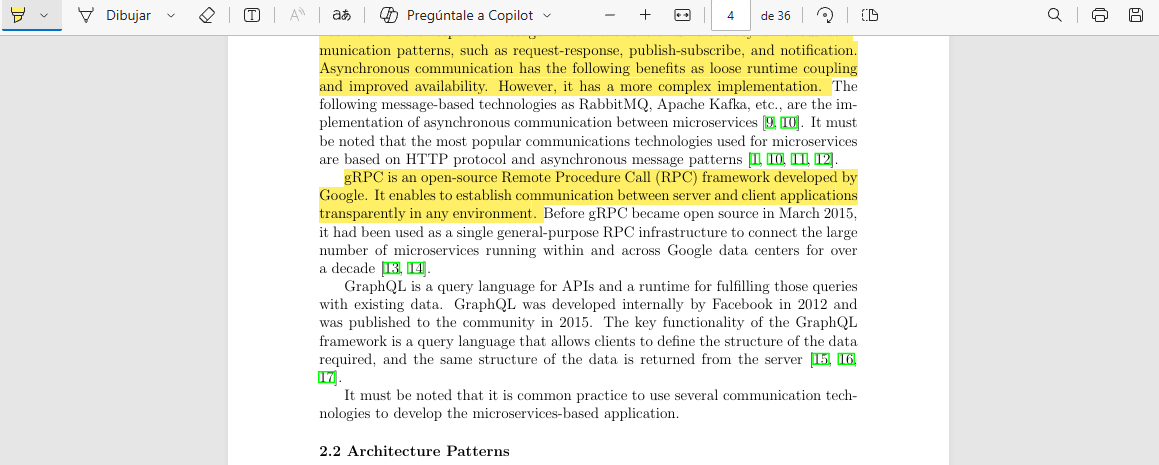 Dibujar
T
A
aあ
Pregúntale a Copilot
4
de 36
munication patterns, such as request-response, publish-subscribe, and notification.
Asynchronous communication has the following benefits as loose runtime coupling
and improved availability. However, it has a more complex implementation. The
following message-based technologies as RabbitMQ, Apache Kafka, etc., are the im-
plementation of asynchronous communication between microservices [9, 10]. It must
be noted that the most popular communications technologies used for microservices
are based on HTTP protocol and asynchronous message patterns [1, 10, 11, 12].
gRPC is an open-source Remote Procedure Call (RPC) framework developed by
Google. It enables to establish communication between server and client applications
transparently in any environment. Before gRPC became open source in March 2015,
it had been used as a single general-purpose RPC infrastructure to connect the large
number of microservices running within and across Google data centers for over
a decade [13, 14].
GraphQL is a query language for APIs and a runtime for fulfilling those queries
with existing data. GraphQL was developed internally by Facebook in 2012 and
was published to the community in 2015. The key functionality of the GraphQL
framework is a query language that allows clients to define the structure of the data
required, and the same structure of the data is returned from the server [15, 16,
17].
It must be noted that it is common practice to use several communication tech-
nologies to develop the microservices-based application.
2.2 Architecture Patterns